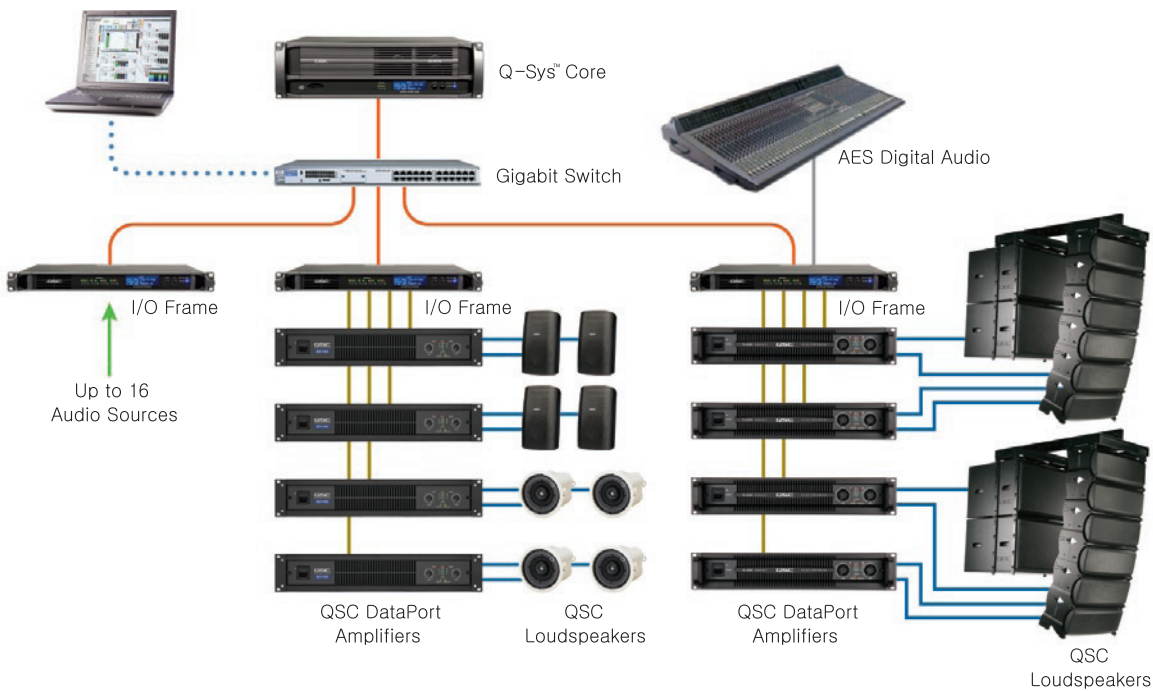 Q-Sys™ Core
AES Digital Audio
Gigabit Switch
I/O Frame
I/O Frame
I/O Frame
Up to 16
Audio Sources
QSC DataPort
Amplifiers
QSC
Loudspeakers
QSC DataPort
Amplifiers
QSC
Loudspeakers